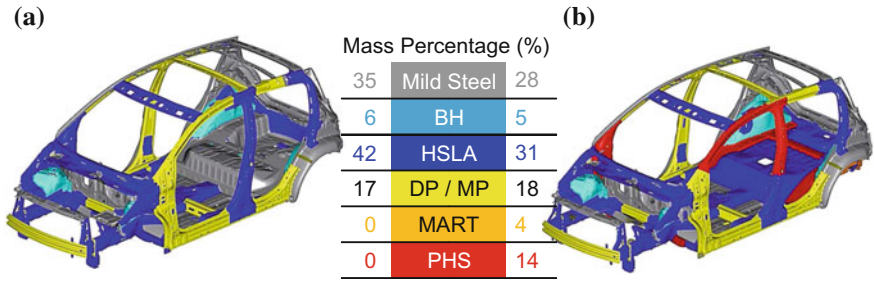 (a)
(b)
Mass Percentage (%)
35 Mild Steel 28
6 BH 5
42 HSLA 31
17 DP / MP 18
0 MART 4
0 PHS 14